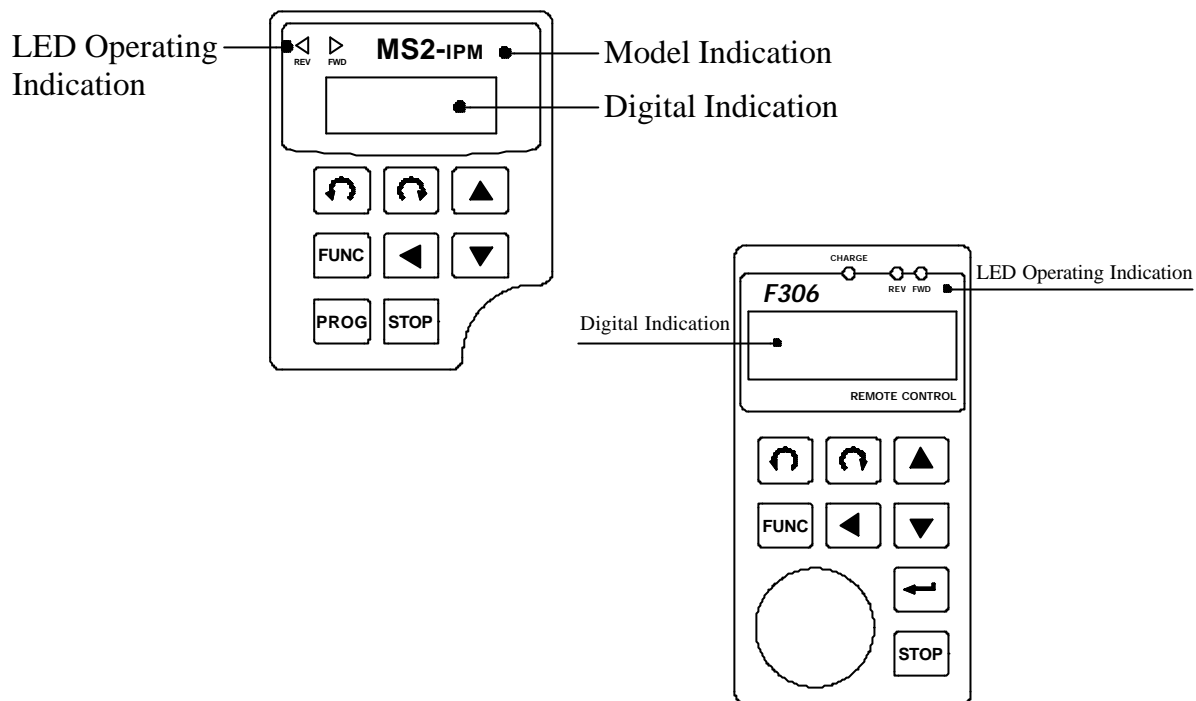 LED Operating
Indication
REV FWD
MS2-IPM
Model Indication
Digital Indication
FUNC
PROG STOP
CHARGE
REV FWD
LED Operating Indication
F306
Digital Indication
REMOTE CONTROL
FUNC
STOP